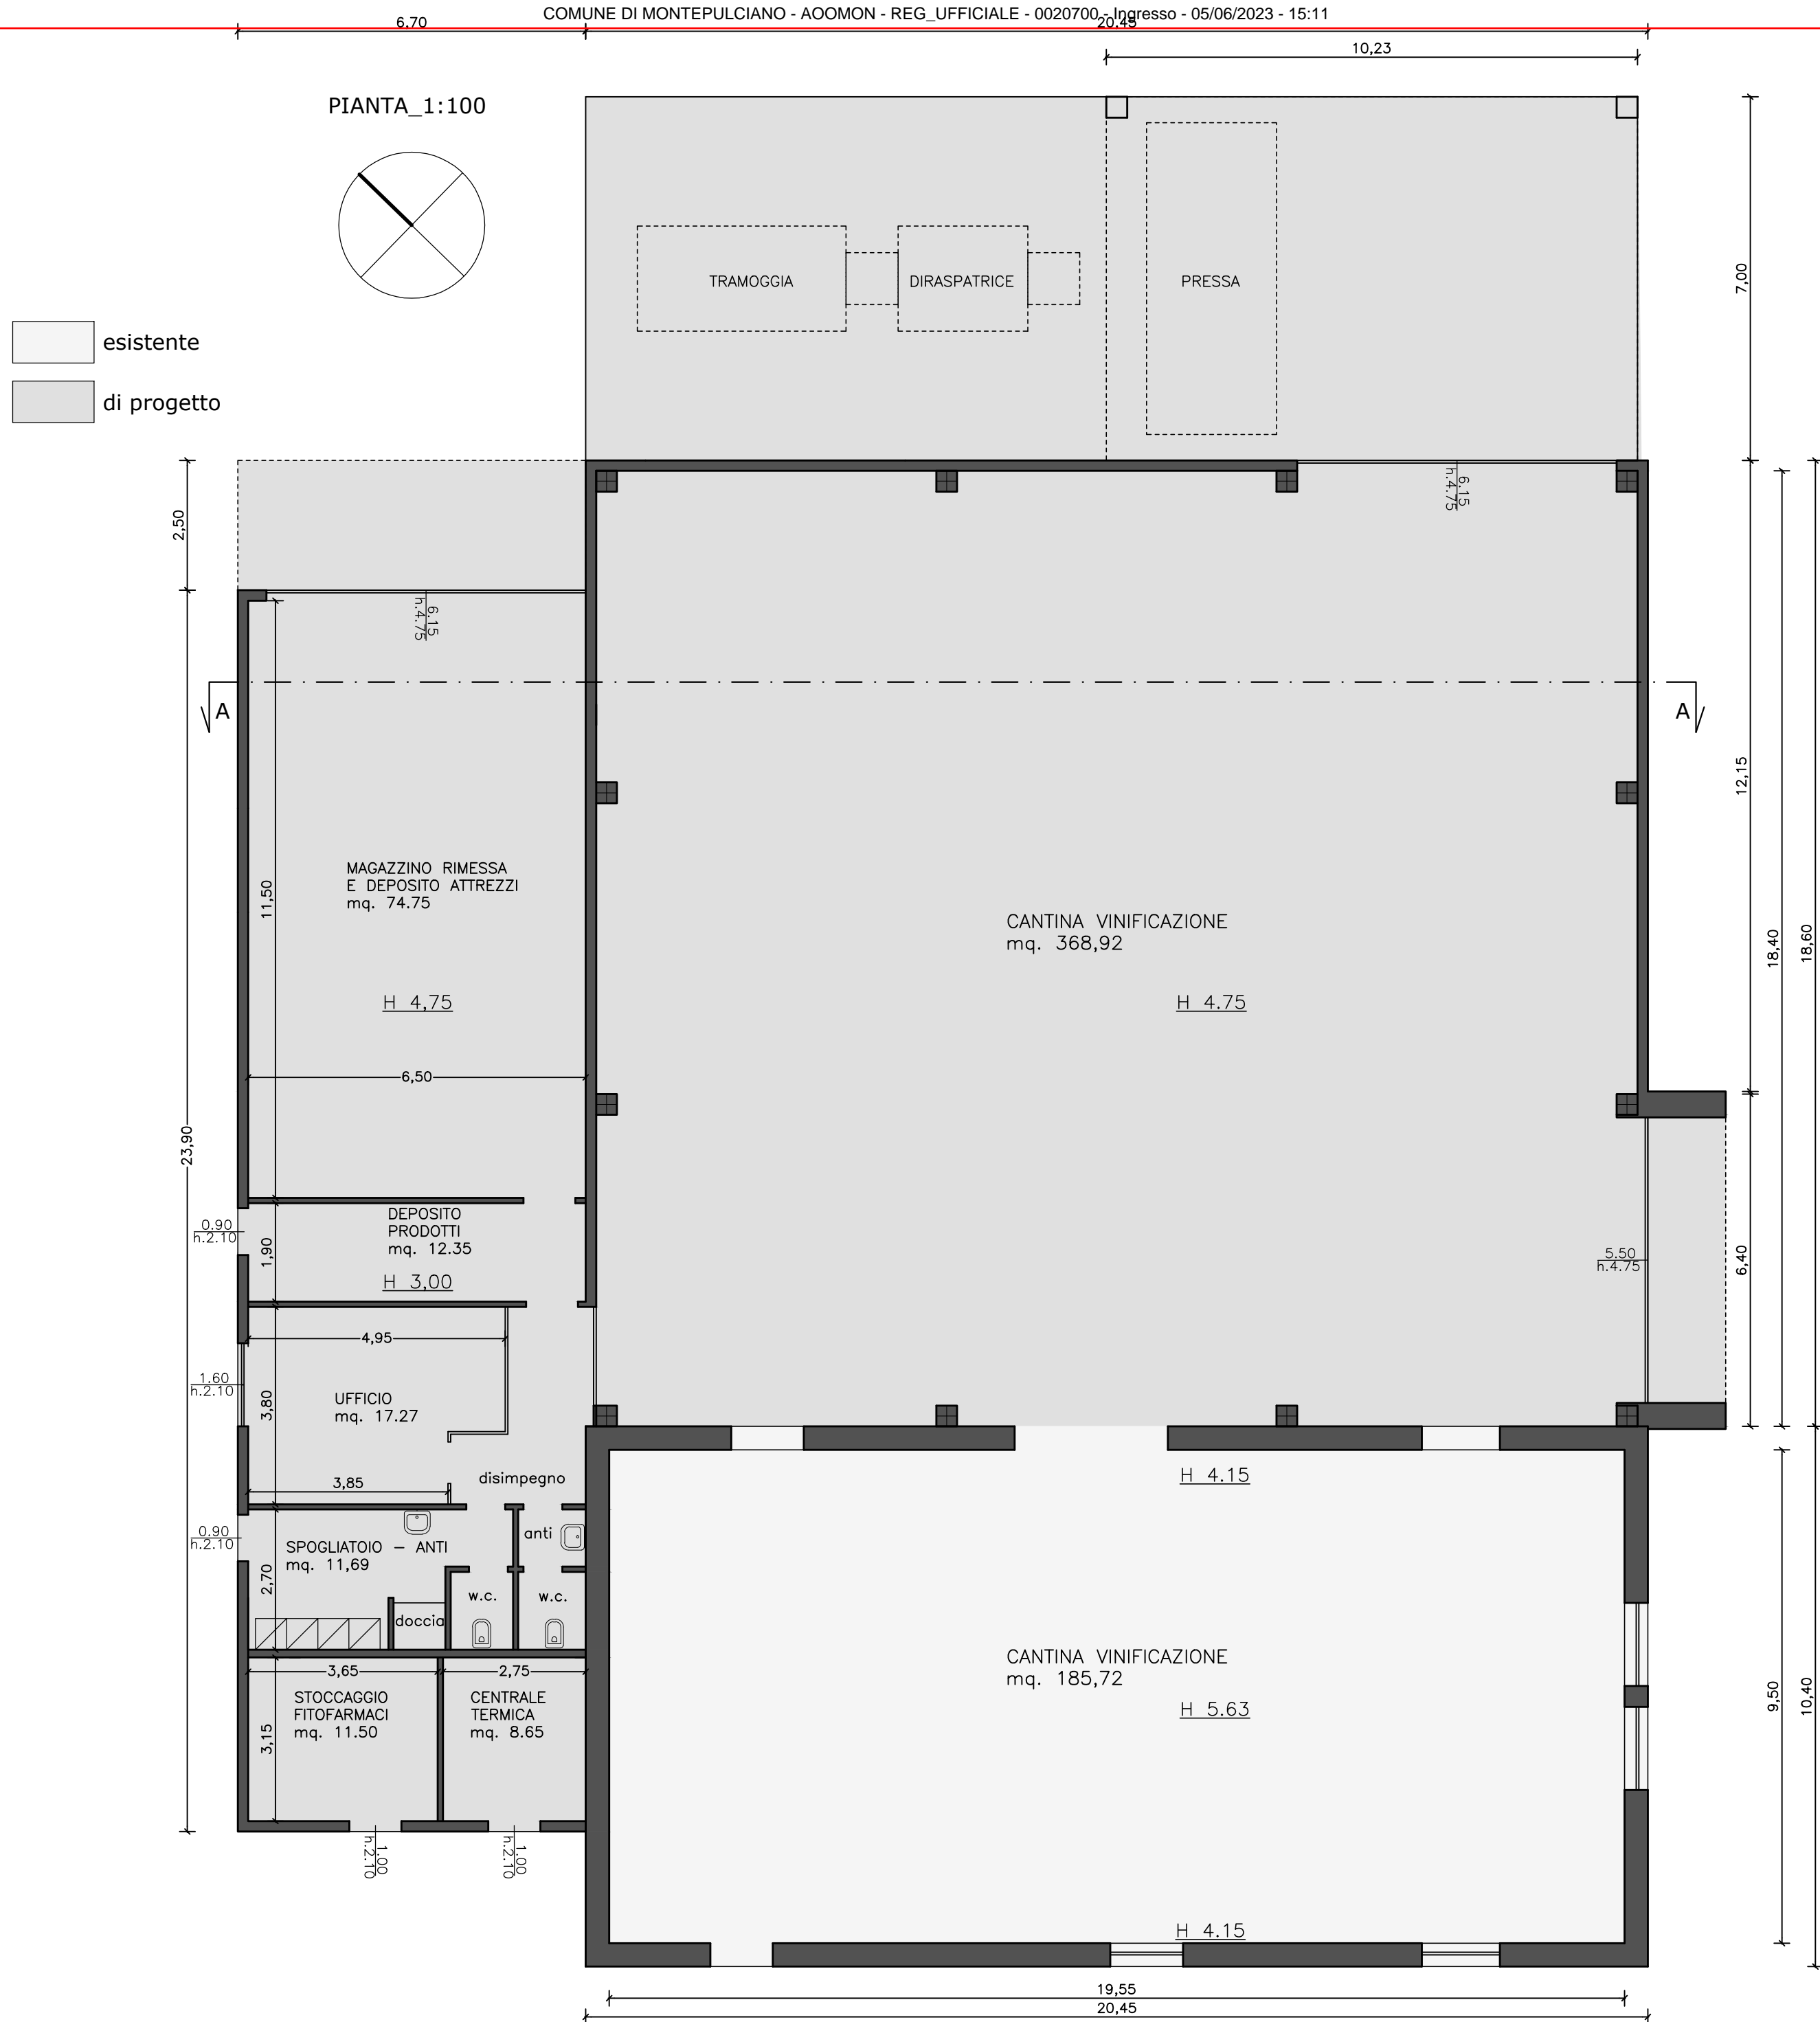 COMUNE DI MONTEPULCIANO - AOOMON - REG_UFFICIALE - 0020700 - Ingresso - 05/06/2023 - 15:11
6.70
20,45
10,23
PIANTA_1:100
esistente
di progetto
TRAMOGGIA
DIRASPATRICE
PRESSA
7,00
2,50
6.15
h.4.75
6.15
h.4.75
A
A
12,15
18,40
18,60
MAGAZZINO RIMESSA
E DEPOSITO ATTREZZI
mq. 74.75
11,50
H 4,75
6,50
CANTINA VINIFICAZIONE
mq. 368,92
H 4.75
23,90
DEPOSITO
PRODOTTI
mq. 12.35
H 3,00
0.90
h.2.10
1,90
5.50
h.4.75
6,40
4,95
1.60
h.2.10
3,80
UFFICIO
mq. 17.27
3,85
disimpegno
H 4.15
0.90
h.2.10
anti
SPOGLIATOIO - ANTI
mq. 11,69
2,70
w.c.
w.c.
doccia
3,65
2,75
STOCCAGGIO
FITOFARMACI
mq. 11.50
CENTRALE
TERMICA
mq. 8.65
3,15
CANTINA VINIFICAZIONE
mq. 185,72
H 5.63
9,50
10,40
1.00
h.2.10
1.00
h.2.10
H 4.15
19,55
20,45